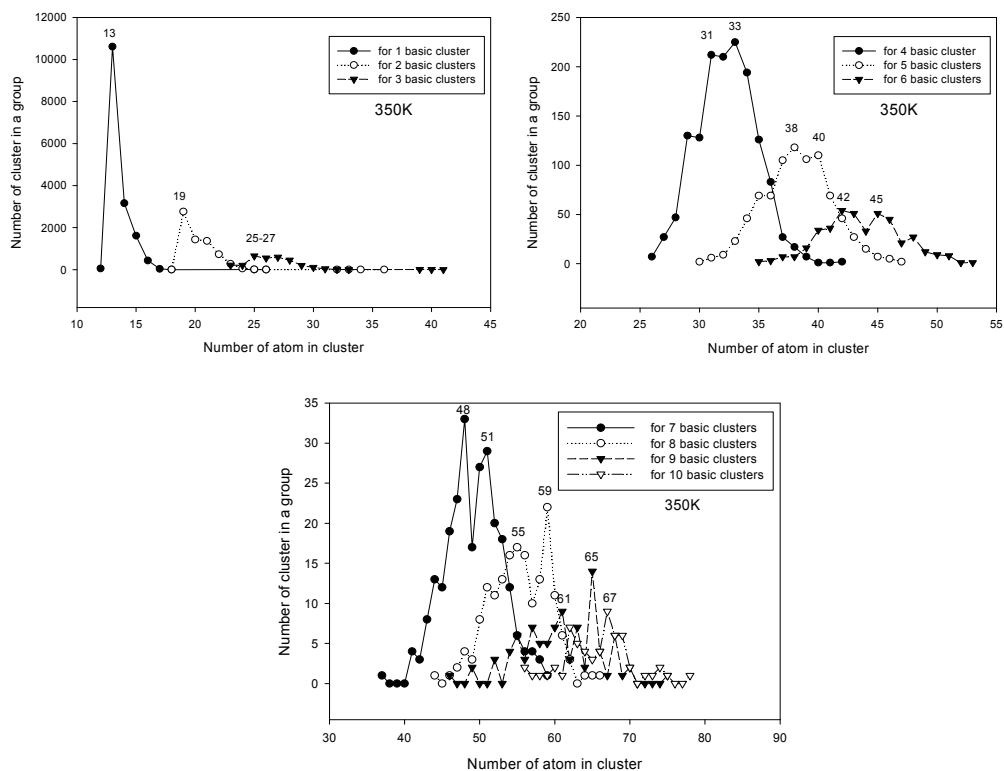 12000
10000
8000
6000
4000
2000
0
Number of cluster in a group
13
19
25-27
for 1 basic cluster
for 2 basic clusters
for 3 basic clusters
350K
10 15 20 25 30 35 40 45
Number of atom in cluster
250
200
150
100
50
0
Number of cluster in a group
31
33
38
40
42
45
for 4 basic cluster
for 5 basic clusters
for 6 basic clusters
350K
20 25 30 35 40 45 50 55
Number of atom in cluster
35
30
25
20
15
10
5
0
Number of cluster in a group
48
51
55
59
61
65
67
for 7 basic clusters
for 8 basic clusters
for 9 basic clusters
for 10 basic clusters
350K
30 40 50 60 70 80 90
Number of atom in cluster